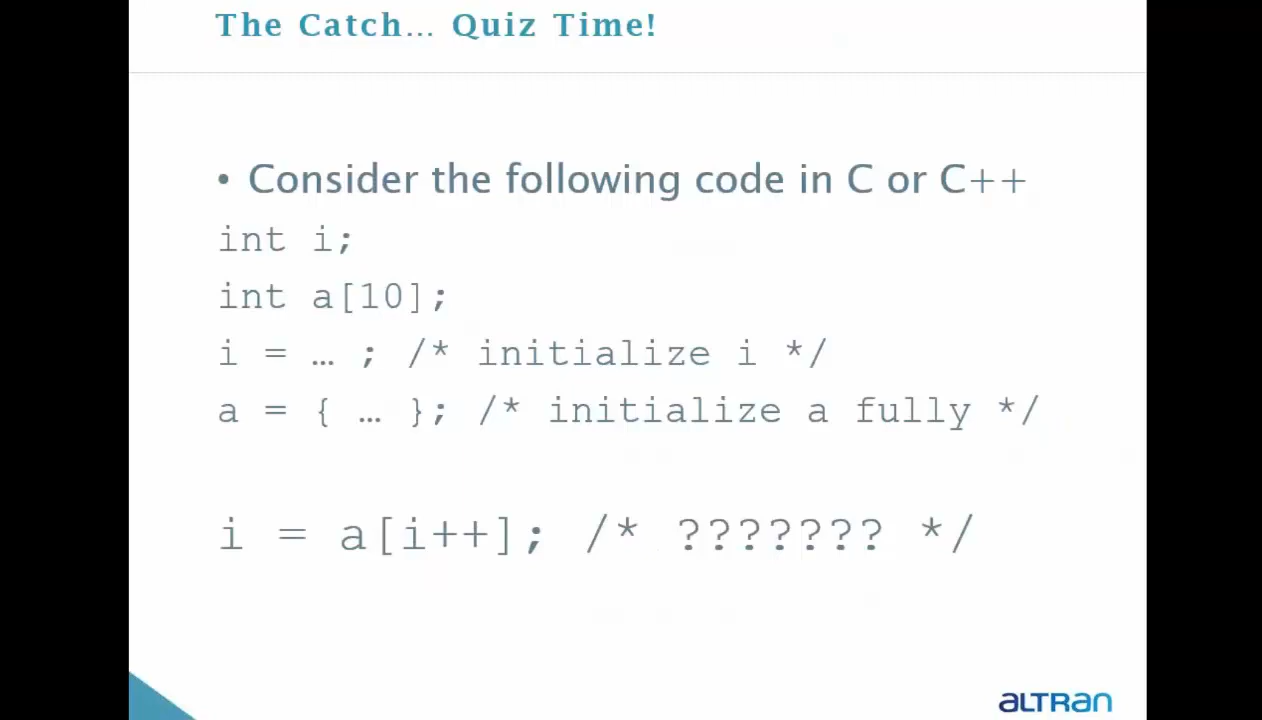 The Catch… Quiz Time!
• Consider the following code in C or C++
int i;
int a[10];
i = … ; /* initialize i */
a = { … }; /* initialize a fully */
i = a[i++]; /* ??????? */
ALTRAN